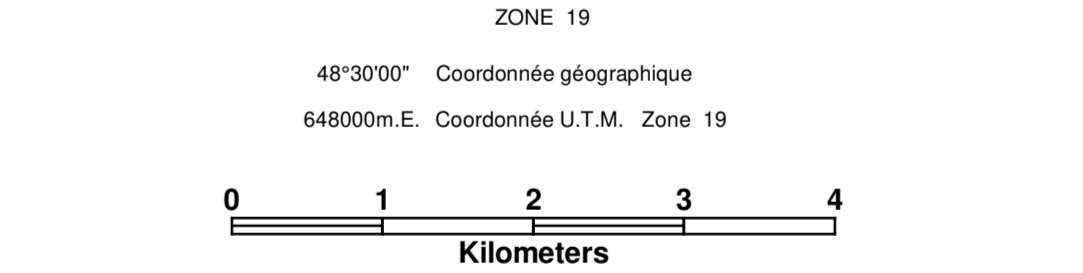 ZONE 19
48°30'00" Coordonnée géographique
648000m.E. Coordonnée U.T.M. Zone 19
0 1 2 3 4
Kilometers